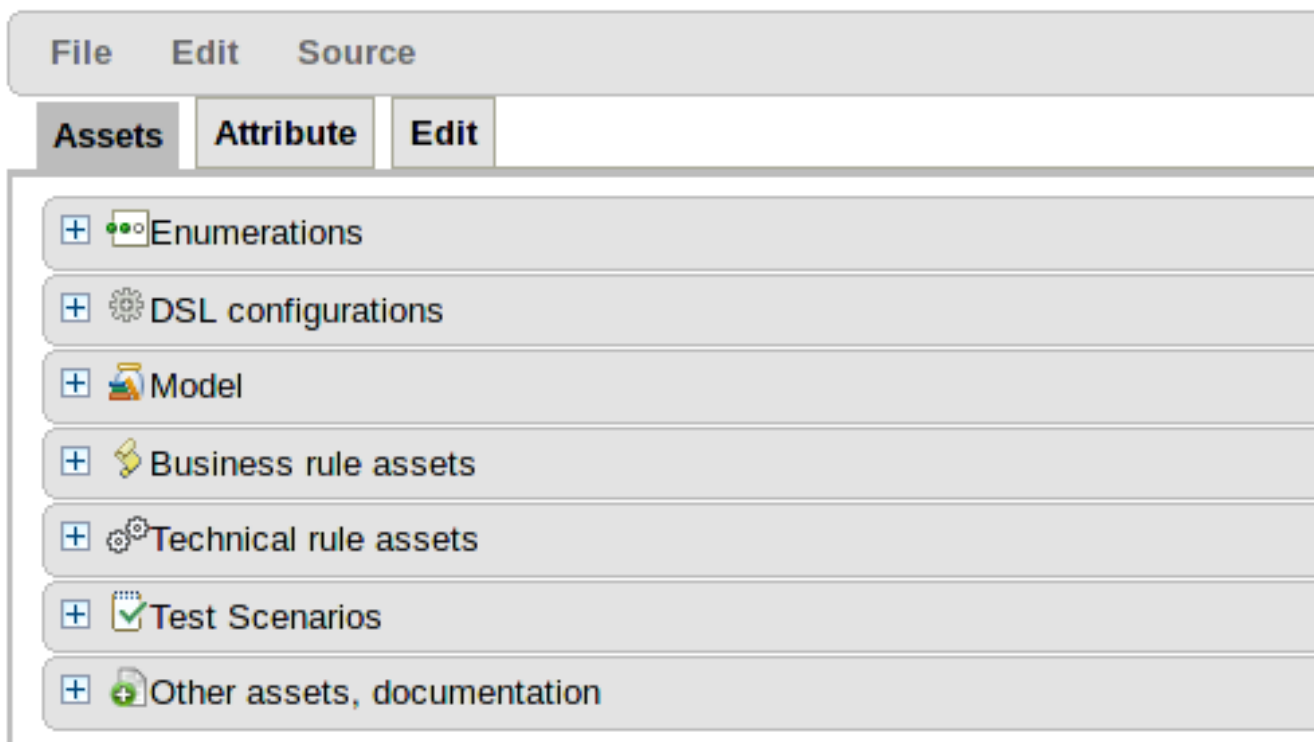 File Edit Source
Assets Attribute Edit
Enumerations
DSL configurations
Model
Business rule assets
Technical rule assets
Test Scenarios
Other assets, documentation